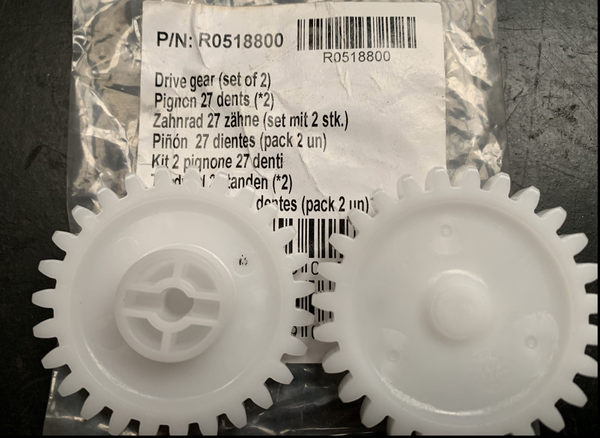 P/N: R0518800
R0518800
Drive gear (set of 2)
Pignon 27 dents (*2)
Zahnrad 27 zähne (set mit 2 stk.)
Piñón 27 dientes (pack 2 un)
Kit 2 pignone 27 denti
(*2)
(pack 2 un)